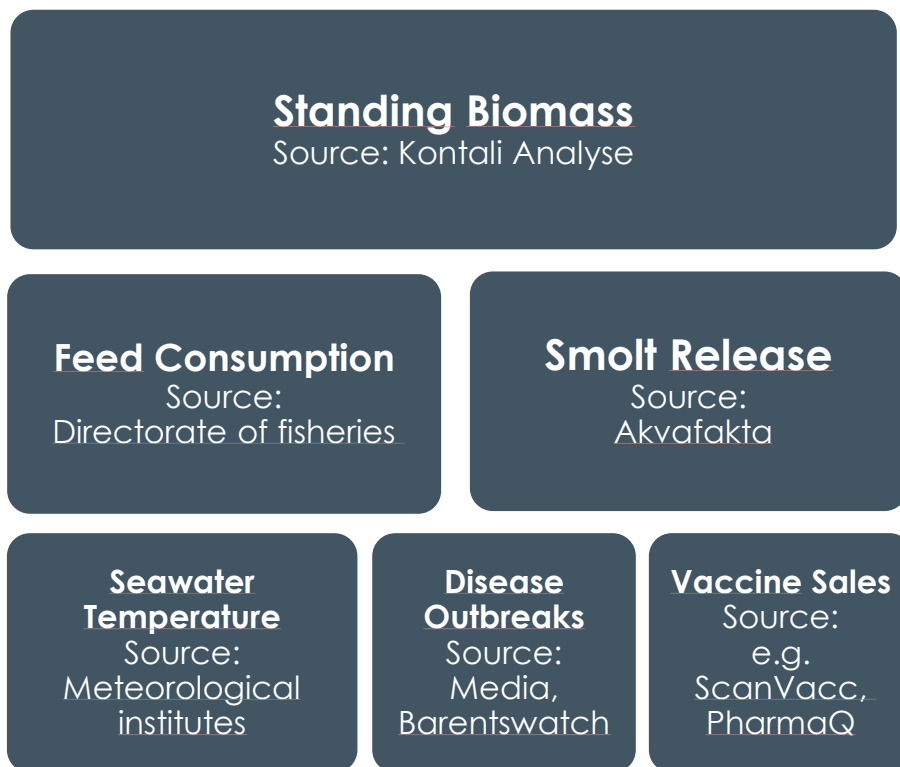 Standing Biomass
Source: Kontali Analyse
Feed Consumption
Source:
Directorate of fisheries
Smolt Release
Source:
Akvafakta
Seawater
Temperature
Source:
Meteorological
institutes
Disease
Outbreaks
Source:
Media,
Barentswatch
Vaccine Sales
Source:
e.g.
ScanVacc,
PharmaQ